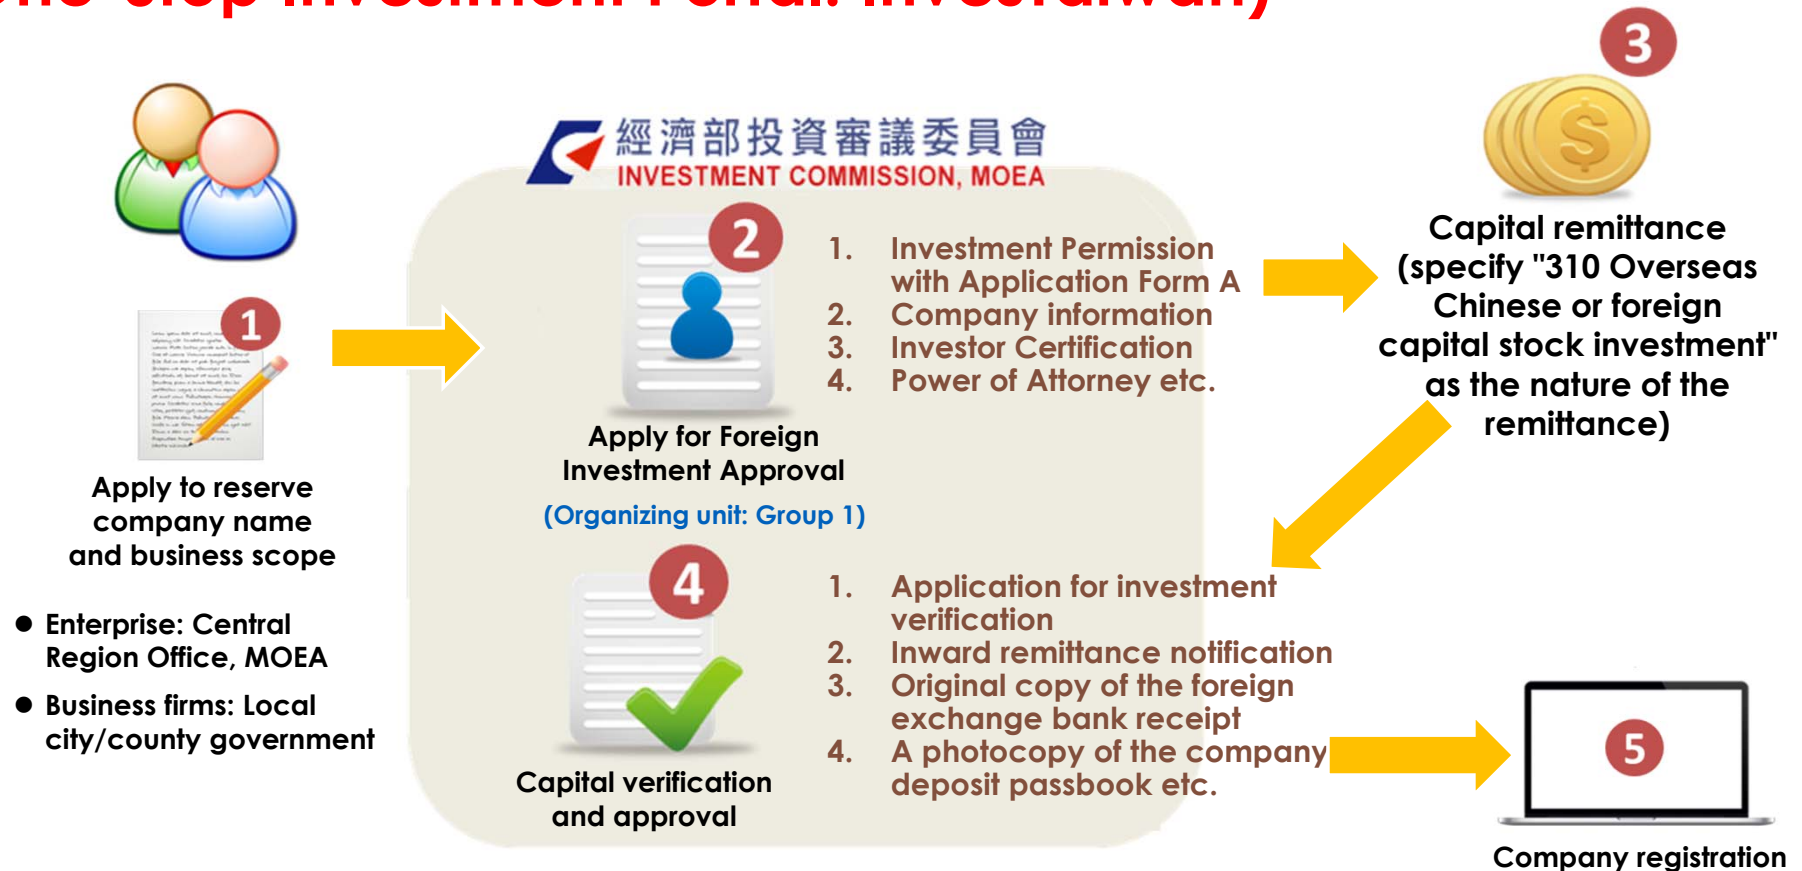 one-stop Investment Portal: InvesTaiwan)
3
經濟部投資審議委員會
INVESTMENT COMMISSION, MOEA
1
Apply to reserve
company name
and business scope
● Enterprise: Central
Region Office, MOEA
● Business firms: Local
city/county government
2
Apply for Foreign
Investment Approval
(Organizing unit: Group 1)
1. Investment Permission
with Application Form A
2. Company information
3. Investor Certification
4. Power of Attorney etc.
Capital remittance
(specify "310 Overseas
Chinese or foreign
capital stock investment"
as the nature of the
remittance)
4
Capital verification
and approval
1. Application for investment
verification
2. Inward remittance notification
3. Original copy of the foreign
exchange bank receipt
4. A photocopy of the company
deposit passbook etc.
5
Company registration